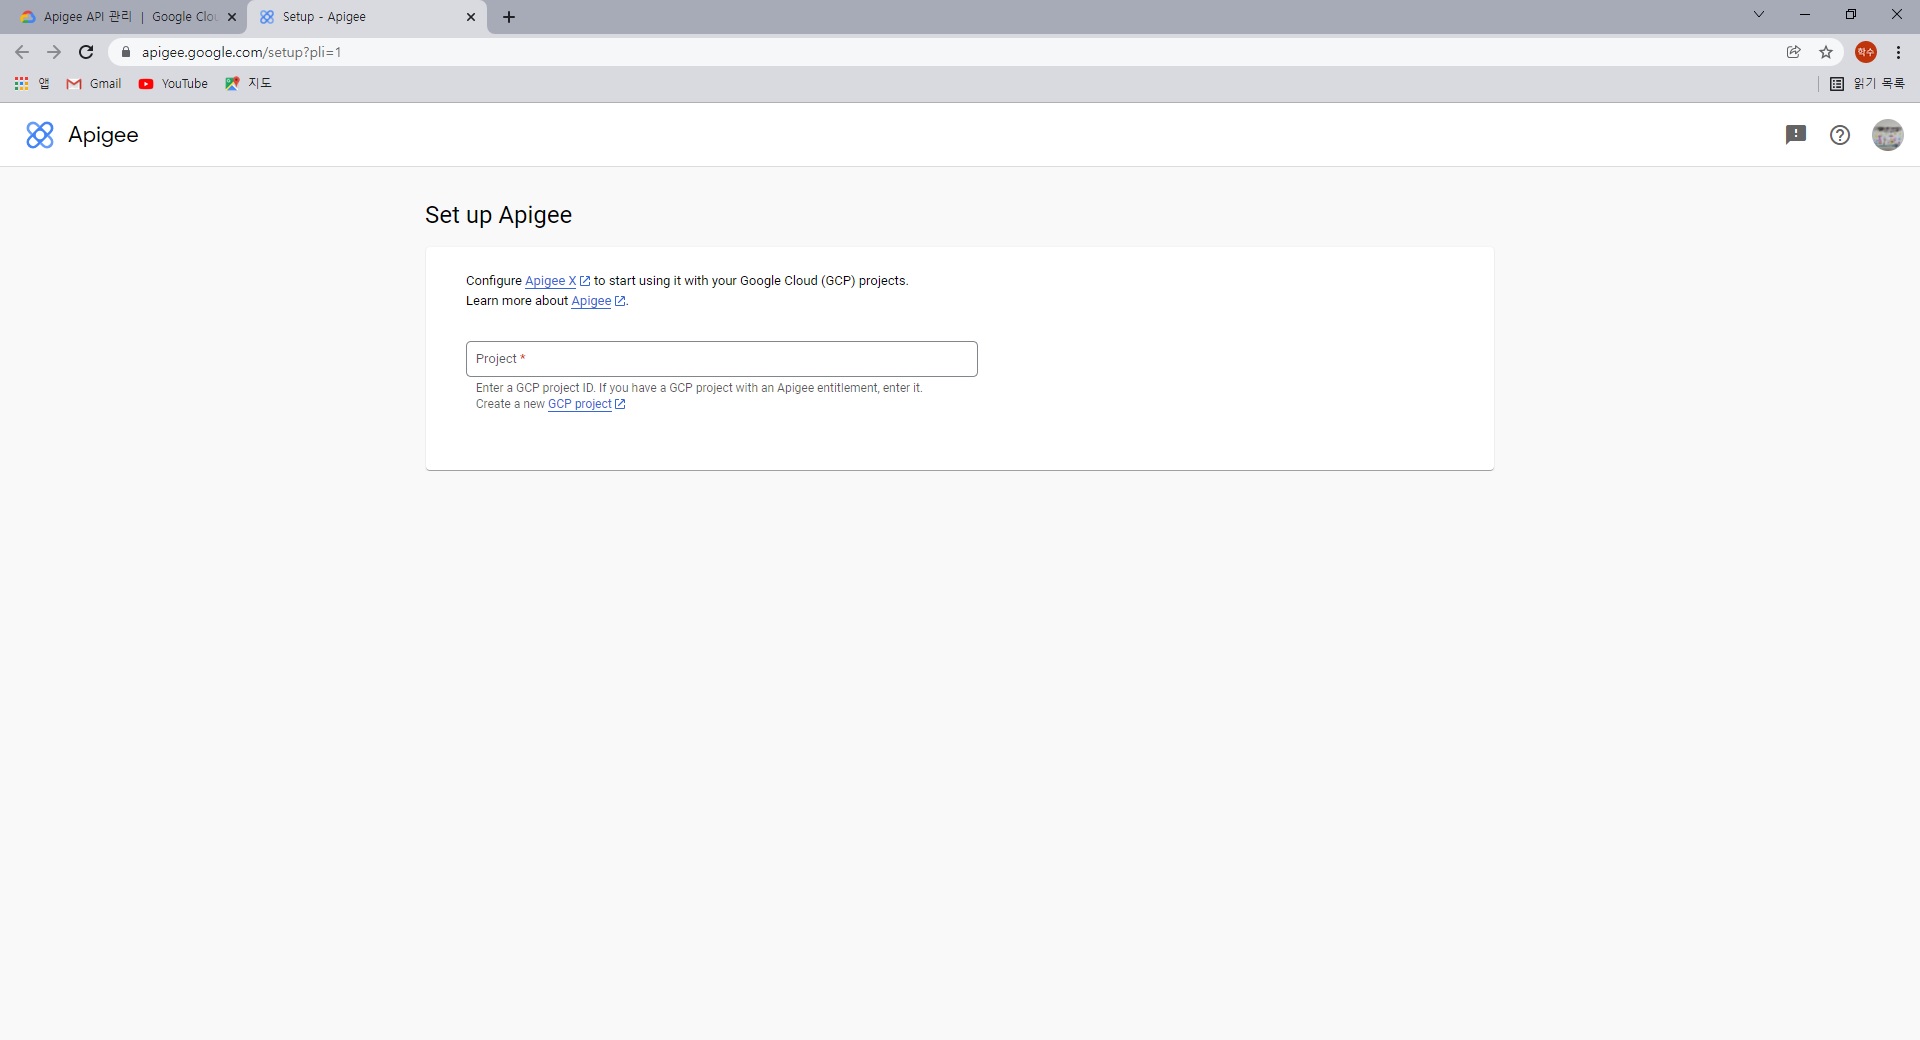 Apigee API 관리 | Google Clou
Setup - Apigee
apigee.google.com/setup?pli=1
학수
앱
Gmail
YouTube
지도
읽기 목록
Apigee
Set up Apigee
Configure Apigee X to start using it with your Google Cloud (GCP) projects.
Learn more about Apigee.
Project *
Enter a GCP project ID. If you have a GCP project with an Apigee entitlement, enter it.
Create a new GCP project